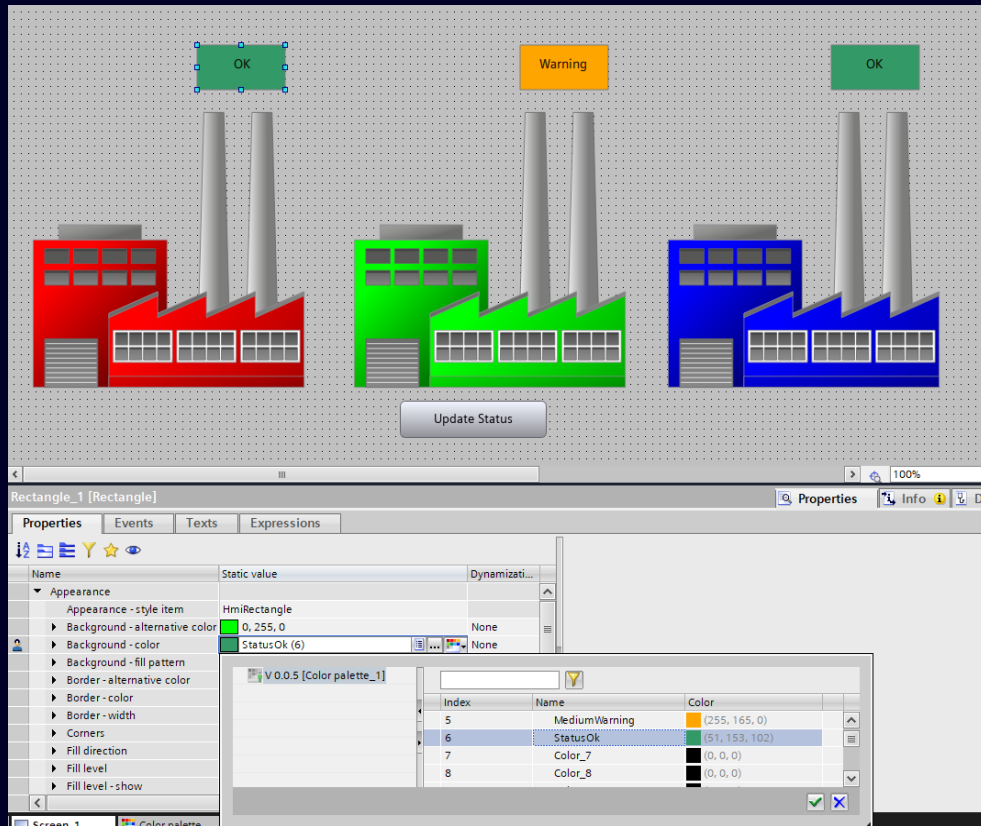 OK
Warning
OK
Update Status
100%
Rectangle_1 [Rectangle]
Properties
Info
Properties
Events
Texts
Expressions
Name
Static value
Dynamizati...
Appearance
Appearance - style item
HmiRectangle
Background - alternative color
0, 255, 0
None
Background - color
StatusOk (6)
...
None
Background - fill pattern
Border - alternative color
Border - color
Border - width
Corners
Fill direction
Fill level
Fill level - show
V 0.0.5 [Color palette_1]
Index
Name
Color
5
MediumWarning
(255, 165, 0)
6
StatusOk
(51, 153, 102)
7
Color_7
(0, 0, 0)
8
Color_8
(0, 0, 0)
Screen_1
Color palette